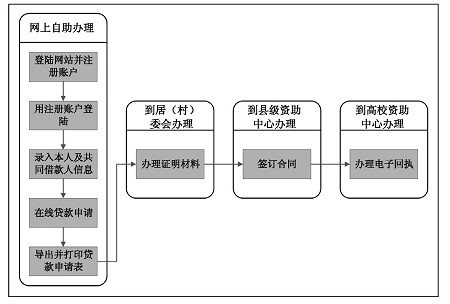 网上自助办理
登陆网站并注
册账户
用注册账户登
陆
录入本人及共
同借款人信息
在线贷款申请
导出并打印贷
款申请表
到居（村）
委会办理
办理证明材料
到县级资助
中心办理
签订合同
到高校资助
中心办理
办理电子回执